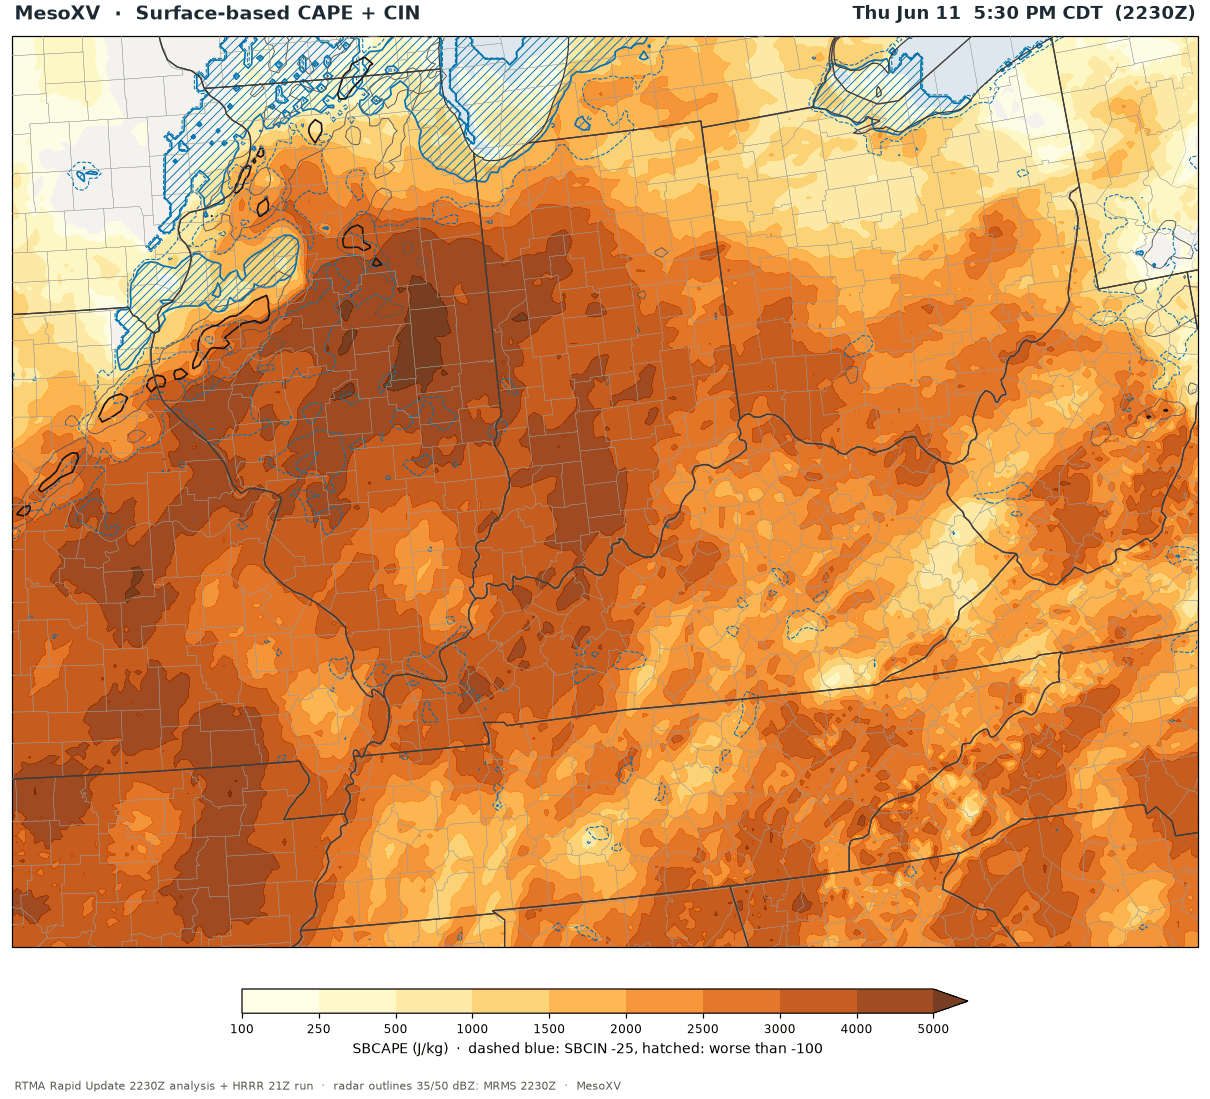 MesoXV · Surface-based CAPE + CIN
Thu Jun 11 5:30 PM CDT (2230Z)
100 250 500 1000 1500 2000 2500 3000 4000 5000
SBCAPE (J/kg) · dashed blue: SBCIN -25, hatched: worse than -100
RTMA Rapid Update 2230Z analysis + HRRR 21Z run · radar outlines 35/50 dBZ: MRMS 2230Z · MesoXV